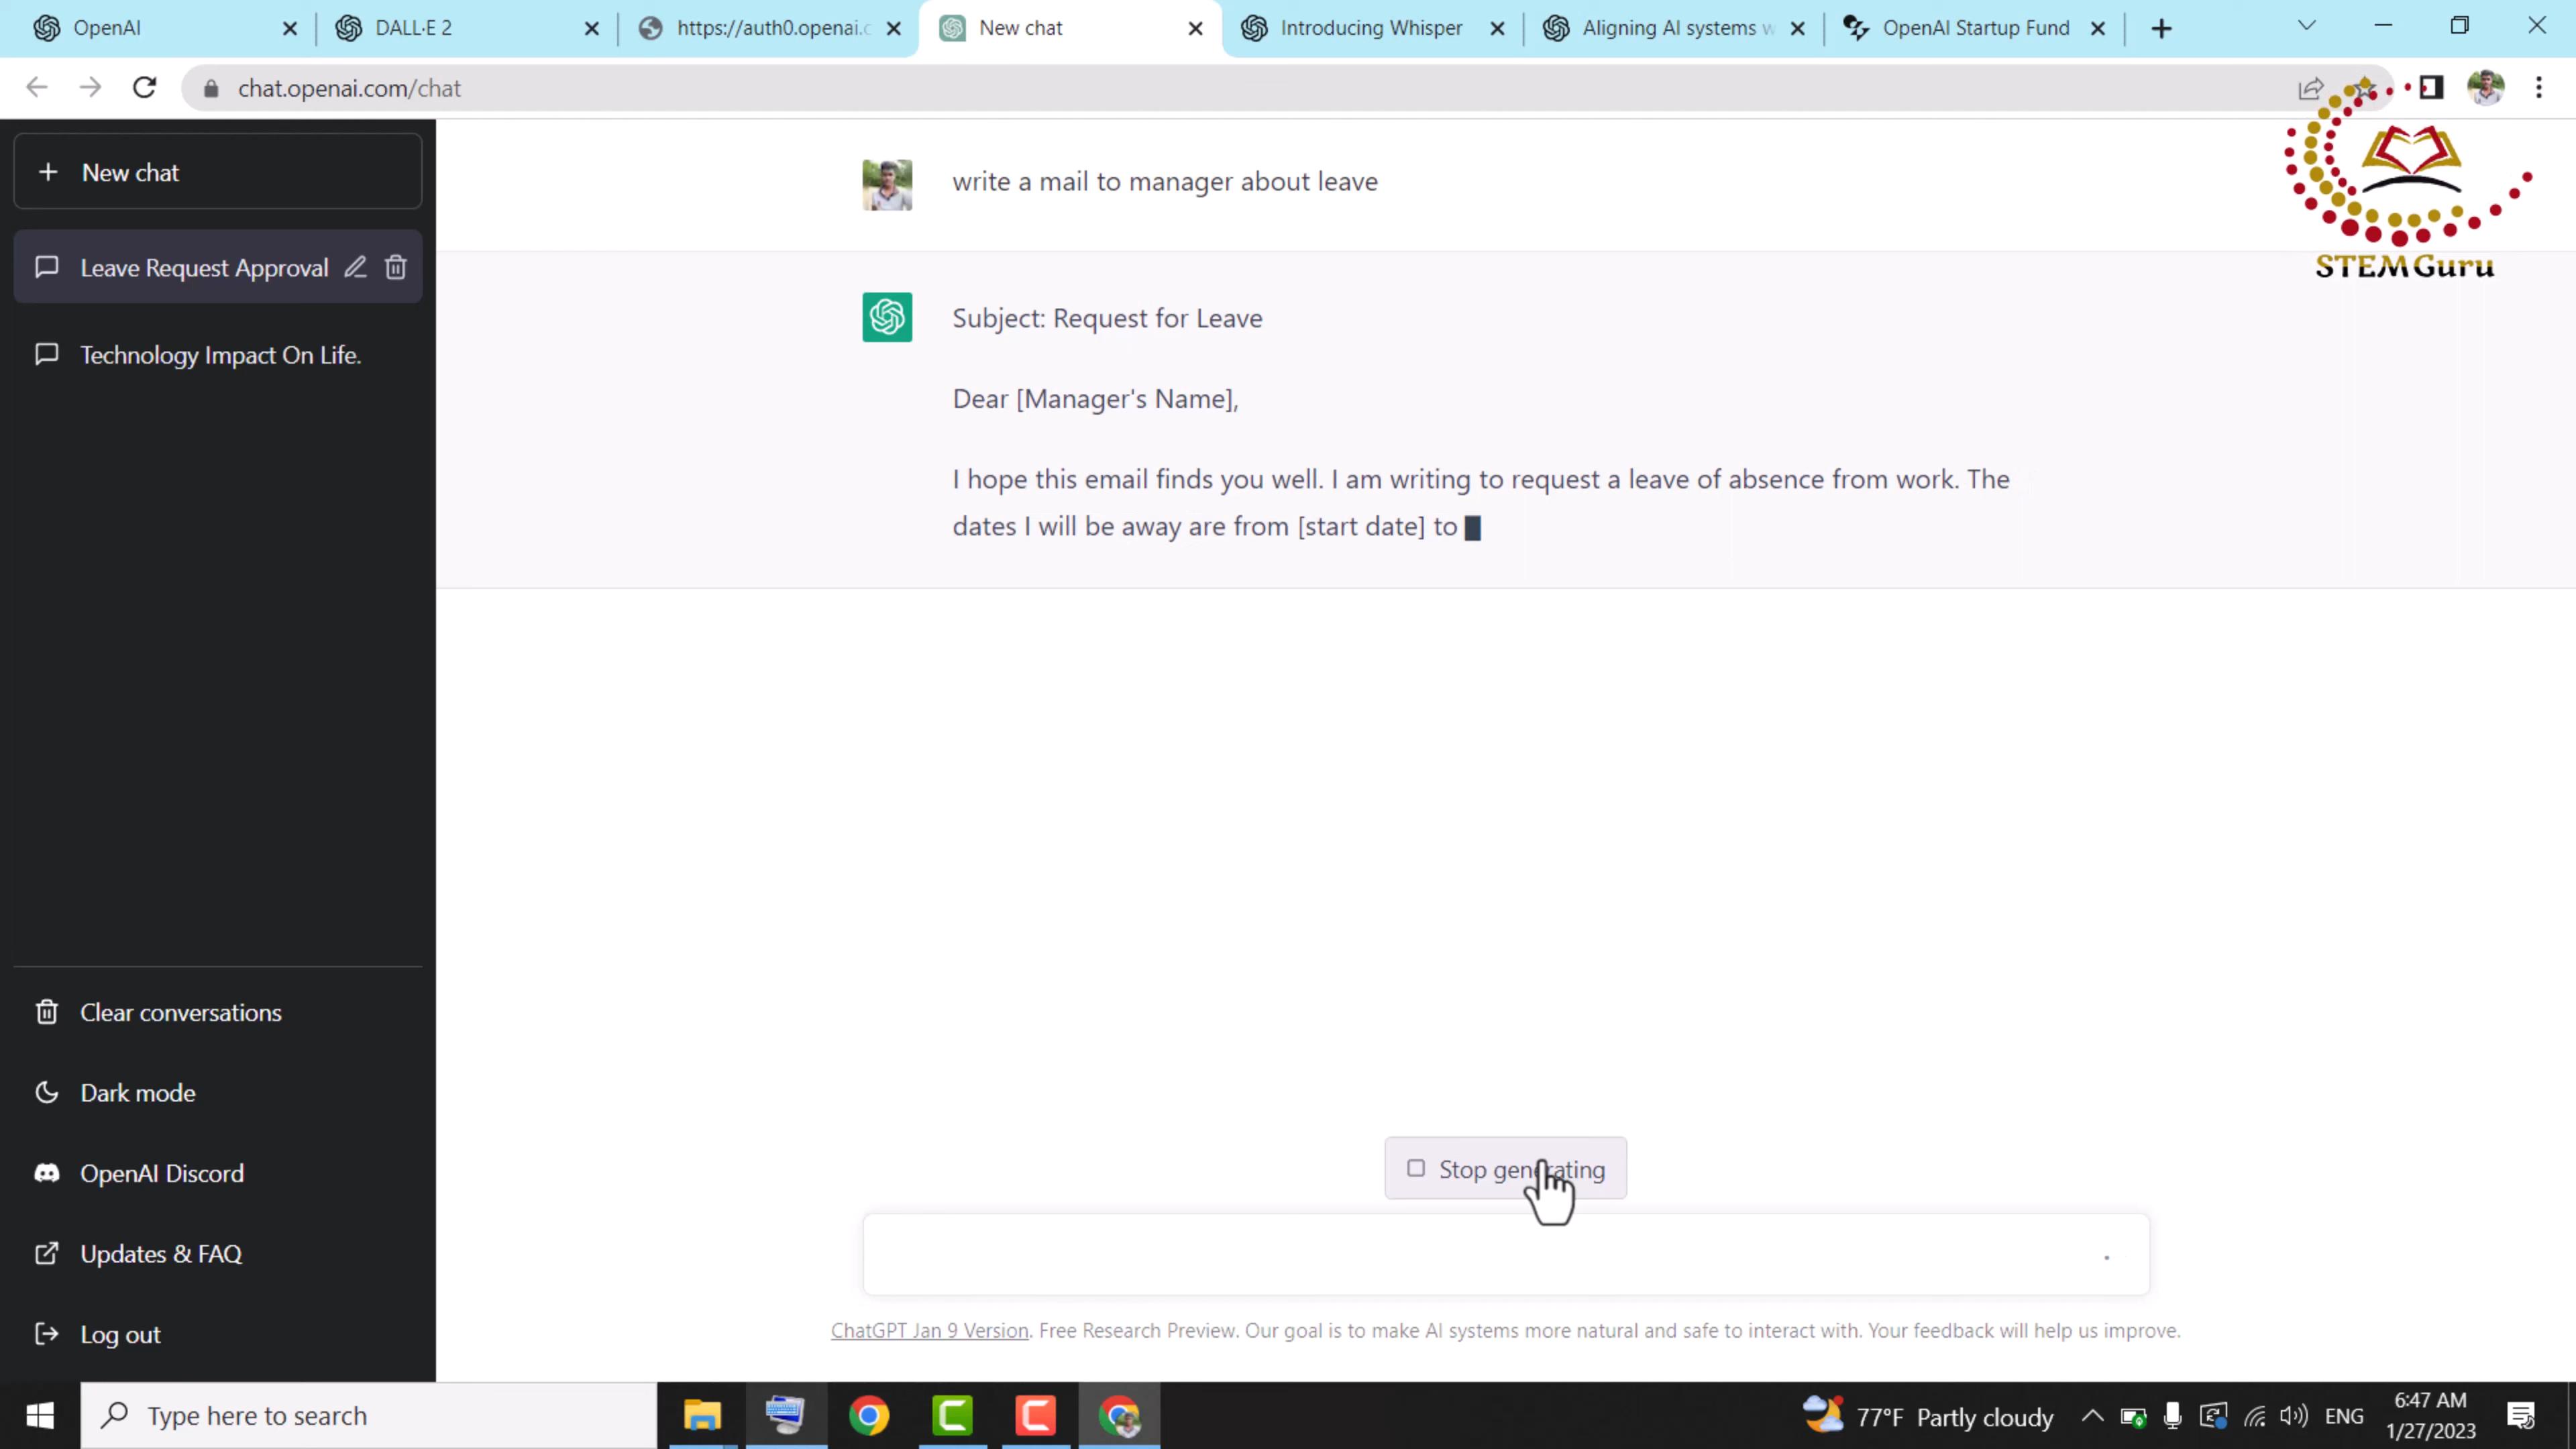 OpenAI
DALL·E 2
https://auth0.openai.c
New chat
Introducing Whisper
Aligning AI systems w
OpenAI Startup Fund
chat.openai.com/chat
New chat
Leave Request Approval
Technology Impact On Life.
Clear conversations
Dark mode
OpenAI Discord
Updates & FAQ
Log out
write a mail to manager about leave
STEMGuru
Subject: Request for Leave
Dear [Manager's Name],
I hope this email finds you well. I am writing to request a leave of absence from work. The
dates I will be away are from [start date] to
Stop generating
ChatGPT Jan 9 Version. Free Research Preview. Our goal is to make AI systems more natural and safe to interact with. Your feedback will help us improve.
Type here to search
77°F Partly cloudy
ENG
6:47 AM
1/27/2023